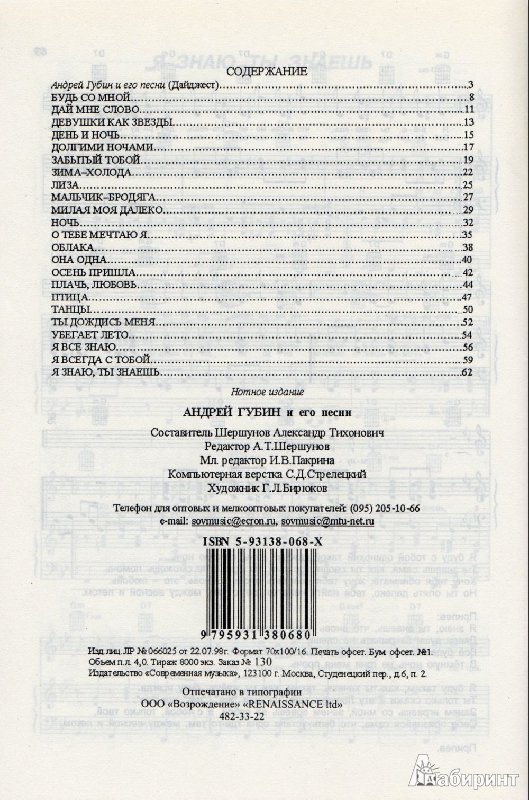 СОДЕРЖАНИЕ
Андрей Губин и его песни (Дайджест) 3
БУДЬ СО МНОЙ 8
ДАЙ МНЕ СЛОВО 11
ДЕВУШКИ КАК ЗВЕЗДЫ 13
ДЕНЬ И НОЧЬ 15
ДОЛГИМИ НОЧАМИ 17
ЗАБЫТЫЙ ТОБОЙ 19
ЗИМА-ХОЛОДА 22
ЛИЗА 25
МАЛЬЧИК-БРОДЯГА 27
МИЛАЯ МОЯ ДАЛЕКО 29
НОЧЬ 32
О ТЕБЕ МЕЧТАЮ Я 35
ОБЛАКА 38
ОНА ОДНА 40
ОСЕНЬ ПРИШЛА 42
ПЛАЧЬ, ЛЮБОВЬ 44
ПТИЦА 47
ТАНЦЫ 50
ТЫ ДОЖДИСЬ МЕНЯ 52
УБЕГАЕТ ЛЕТО 54
Я ВСЕ ЗНАЮ 56
Я ВСЕГДА С ТОБОЙ 59
Я ЗНАЮ, ТЫ ЗНАЕШЬ 62
Нотное издание
АНДРЕЙ ГУБИН и его песни
Составитель Шершунов Александр Тихонович
Редактор А.Т.Шершунов
Мл. редактор И.В.Пакрина
Компьютерная верстка С.Д.Стрелецкий
Художник Г.Л.Бирюков
Телефон для оптовых и мелкооптовых покупателей: (095) 205-10-66
e-mail: sovmusic@ecron.ru, sovmusic@mtu-net.ru
ISBN 5-93138-068-X
9 795931 380680
Изд лиц ЛР № 066025 от 22.07.98г. Формат 70х100/16. Печать офсет. Бум. офсет. №1.
Объем п.л. 4,0. Тираж 8000 экз. Заказ № 130
Издательство «Современная музыка», 123100 г. Москва, Студенецкий пер., д.6, п. 2.
Отпечатано в типографии
ООО «Возрождение» «RENAISSANCE ltd»
482-33-22
Лабиринт